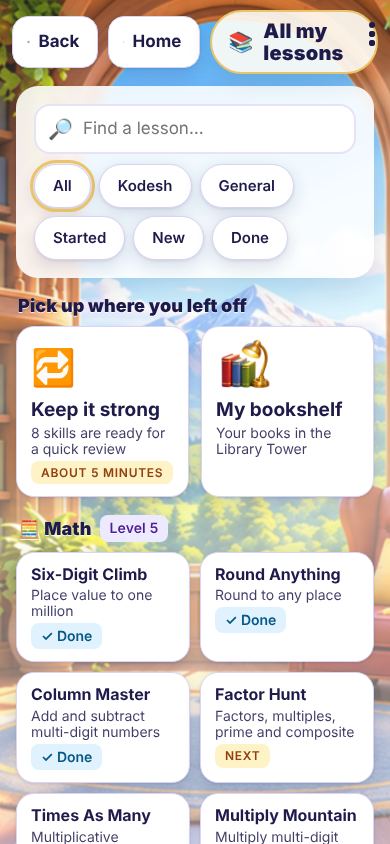 Back
Home
All my
lessons
Find a lesson...
All
Kodesh
General
Started
New
Done
Pick up where you left off
Keep it strong
8 skills are ready for
a quick review
ABOUT 5 MINUTES
My bookshelf
Your books in the
Library Tower
Math
Level 5
Six-Digit Climb
Place value to one
million
✓ Done
Round Anything
Round to any place
✓ Done
Column Master
Add and subtract
multi-digit numbers
✓ Done
Factor Hunt
Factors, multiples,
prime and composite
NEXT
Times As Many
Multiplicative
Multiply Mountain
Multiply multi-digit